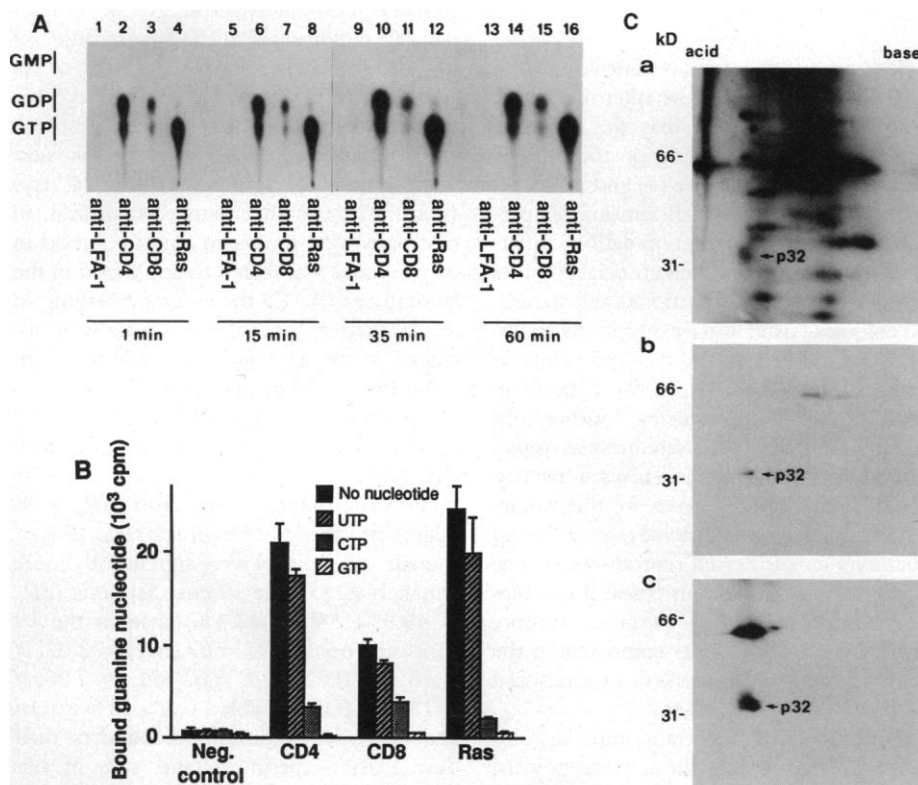 A
1 2 3 4 5 6 7 8 9 10 11 12 13 14 15 16
GMP
GDP
GTP
anti-LFA-1
anti-CD4
anti-CD8
anti-Ras
anti-LFA-1
anti-CD4
anti-CD8
anti-Ras
anti-LFA-1
anti-CD4
anti-CD8
anti-Ras
anti-LFA-1
anti-CD4
anti-CD8
anti-Ras
1 min 15 min 35 min 60 min
B
Bound guanine nucleotide (10³ cpm)
20
10
0
No nucleotide
UTP
CTP
GTP
Neg. control
CD4
CD8
Ras
C
kD
acid base
a
66-
31-
p32
b
66-
31-
p32
c
66-
31-
p32